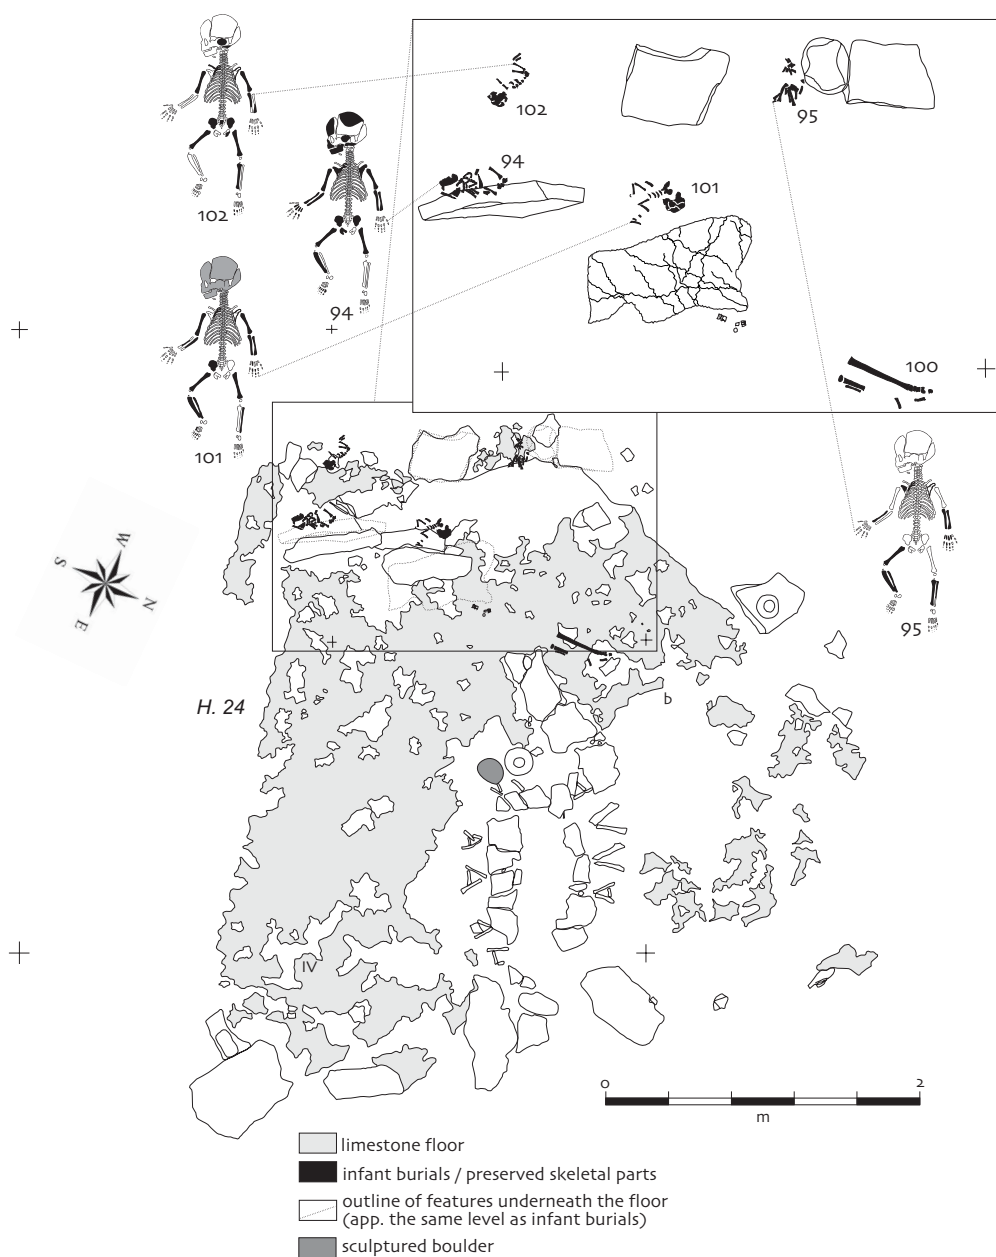 102
95
94
101
102
94
100
101
95
W
S
N
E
H. 24
b
IV
0 2
m
limestone floor
infant burials / preserved skeletal parts
outline of features underneath the floor
(app. the same level as infant burials)
sculptured boulder